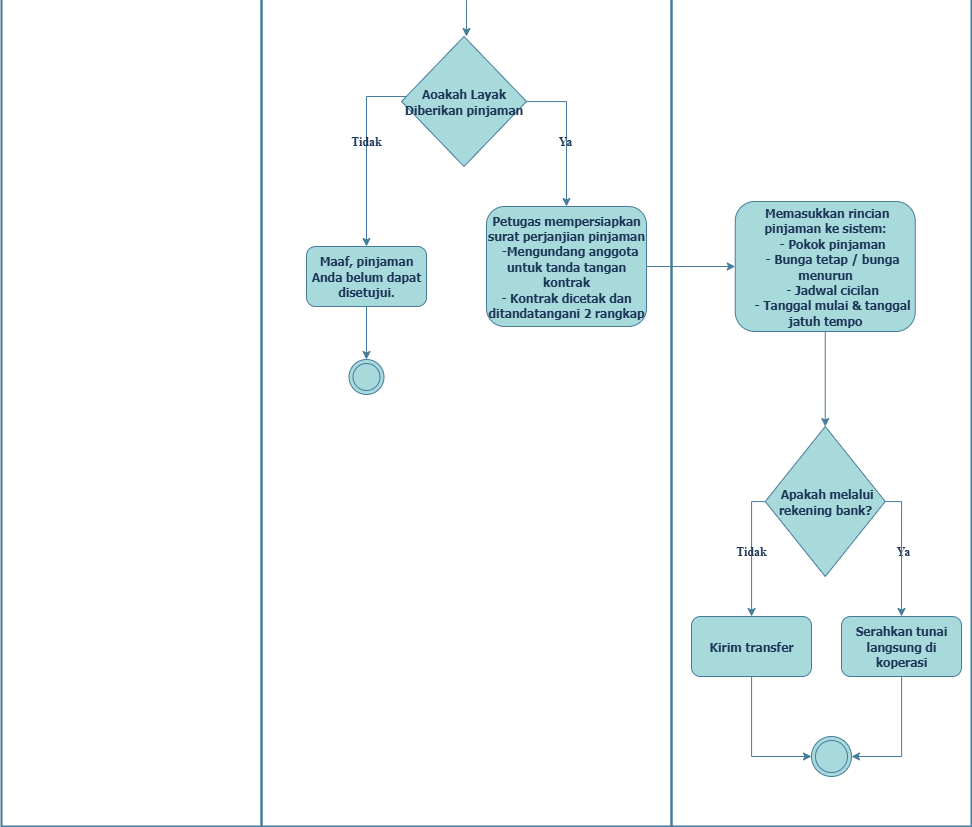 Aoakah Layak
Diberikan pinjaman
Tidak
Ya
Petugas mempersiapkan
surat perjanjian pinjaman
-Mengundang anggota
untuk tanda tangan
kontrak
- Kontrak dicetak dan
ditandatangani 2 rangkap
Memasukkan rincian
pinjaman ke sistem:
- Pokok pinjaman
- Bunga tetap / bunga
menurun
- Jadwal cicilan
- Tanggal mulai & tanggal
jatuh tempo
Maaf, pinjaman
Anda belum dapat
disetujui.
Apakah melalui
rekening bank?
Tidak
Ya
Kirim transfer
Serahkan tunai
langsung di
koperasi